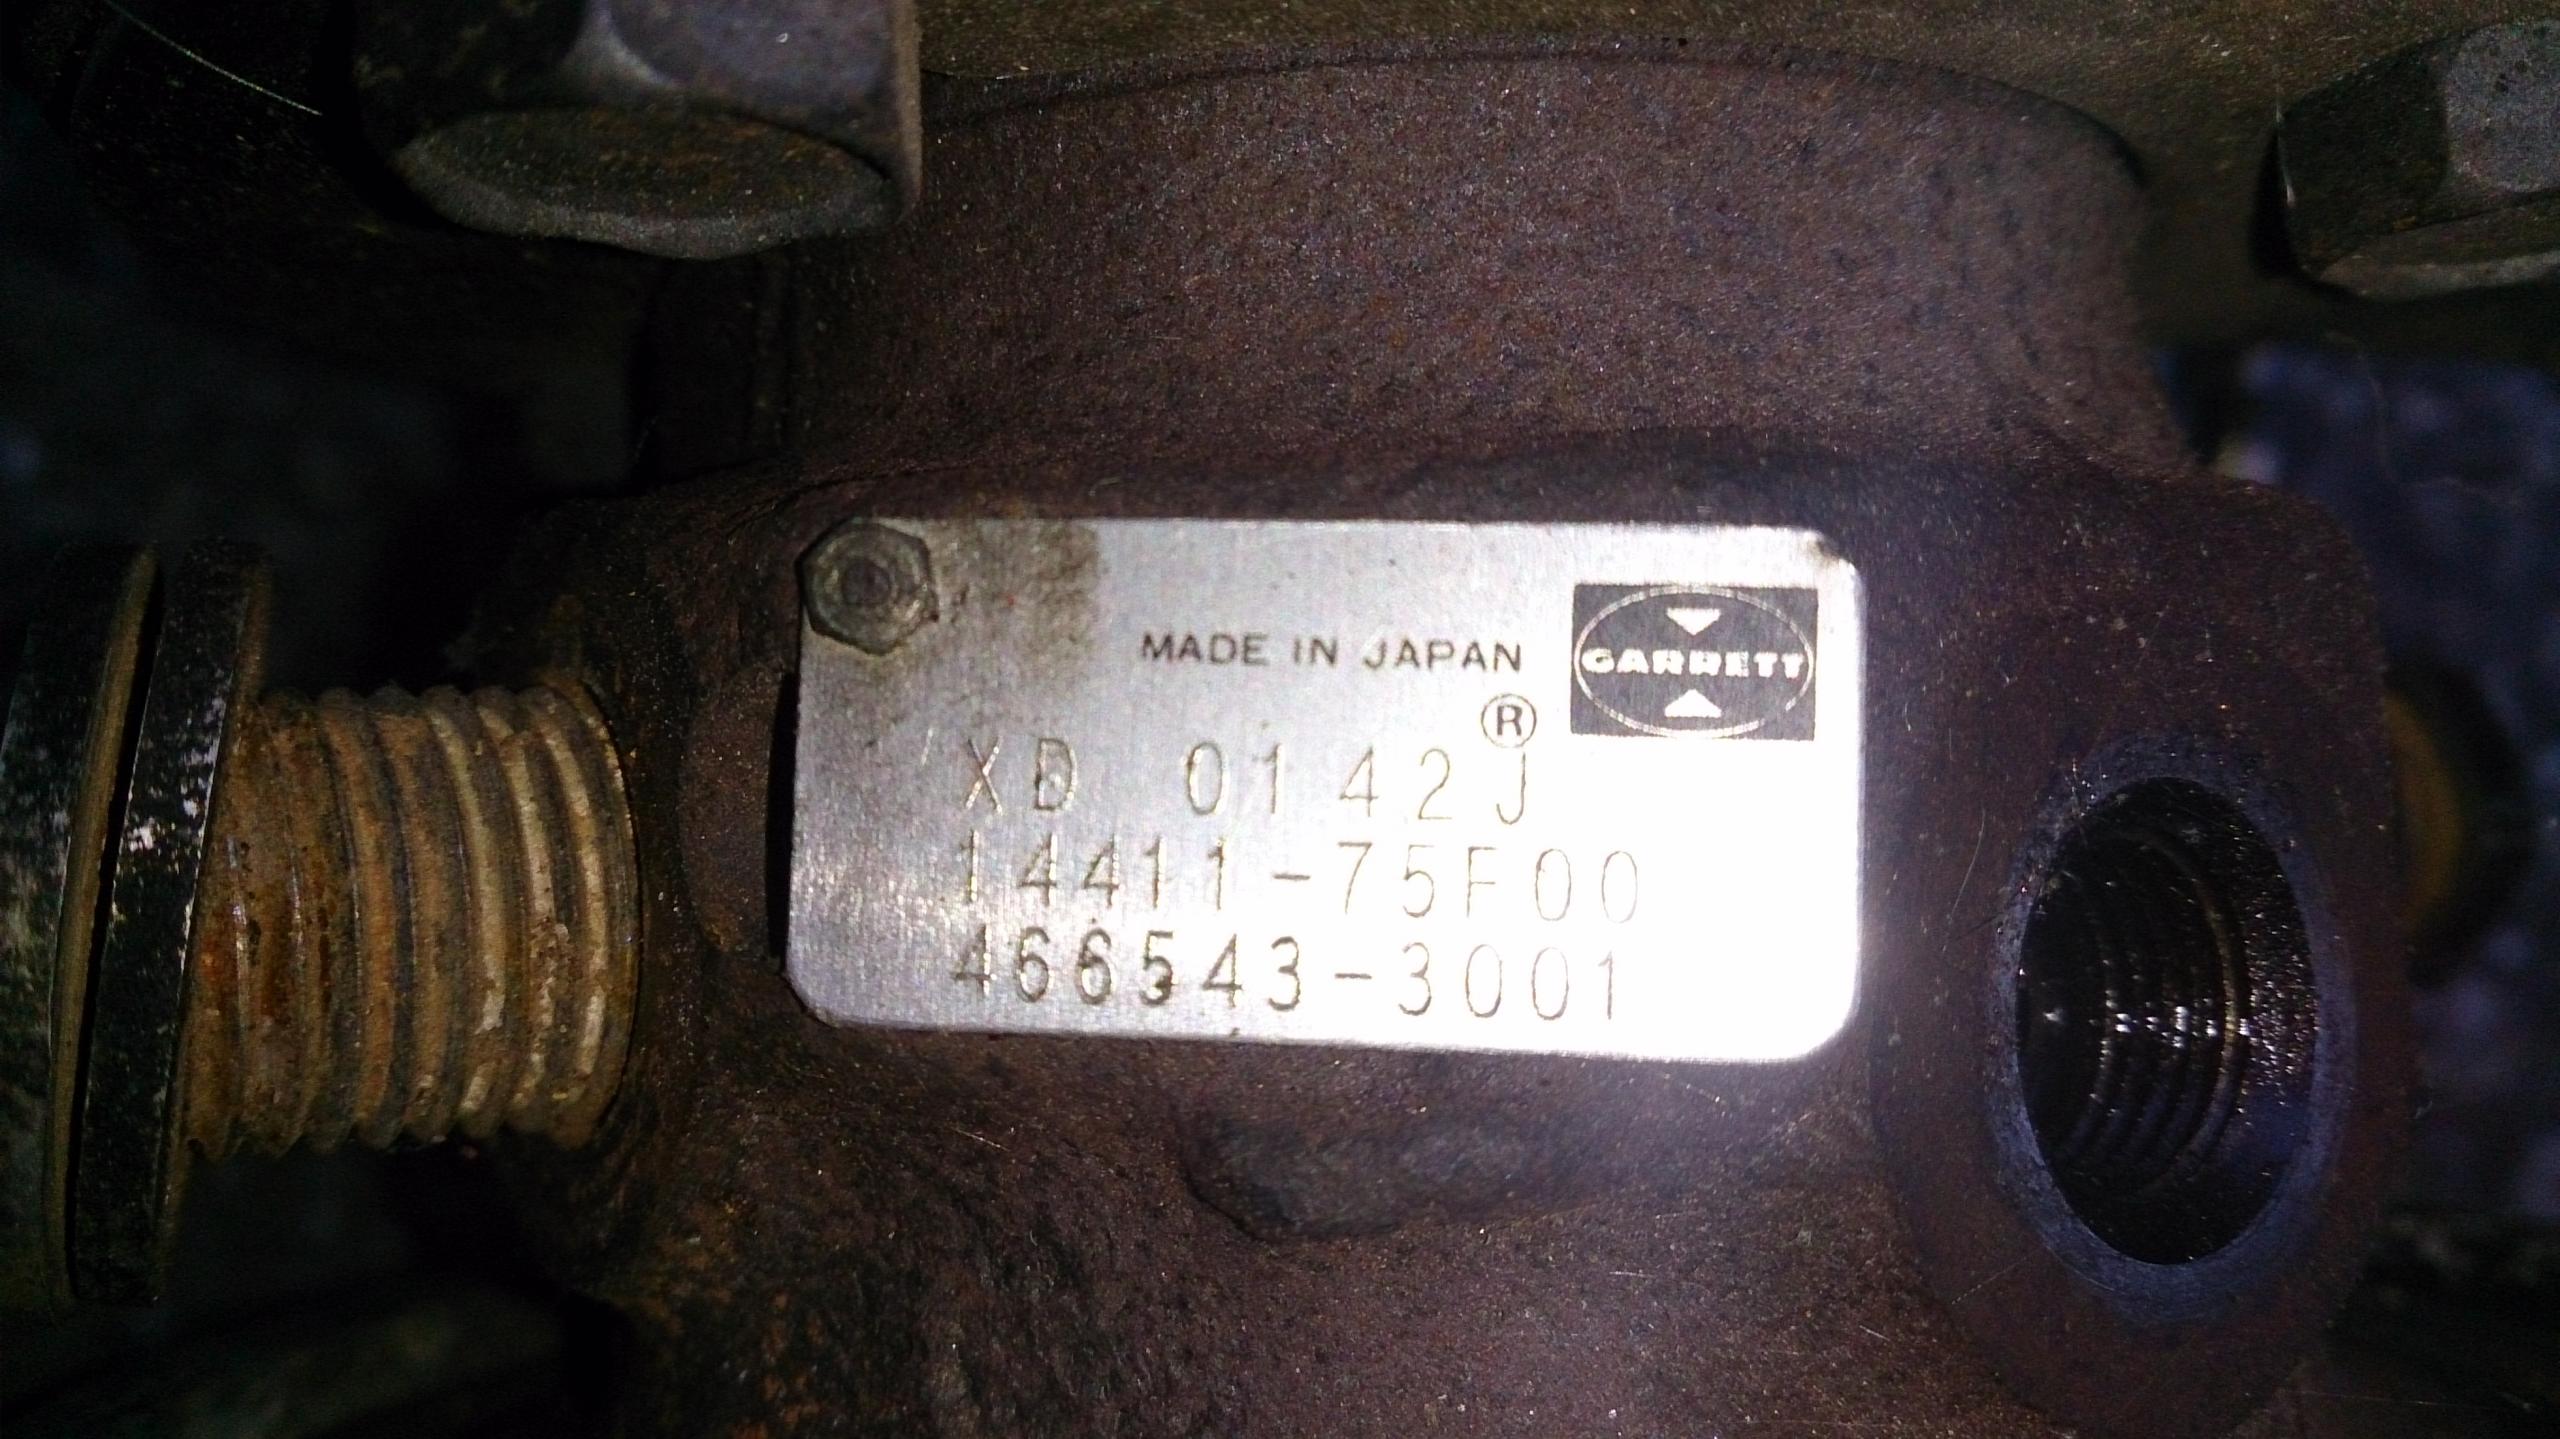 MADE IN JAPAN
GARRETT
®
XD 0142J
14411-75F00
466543-3001